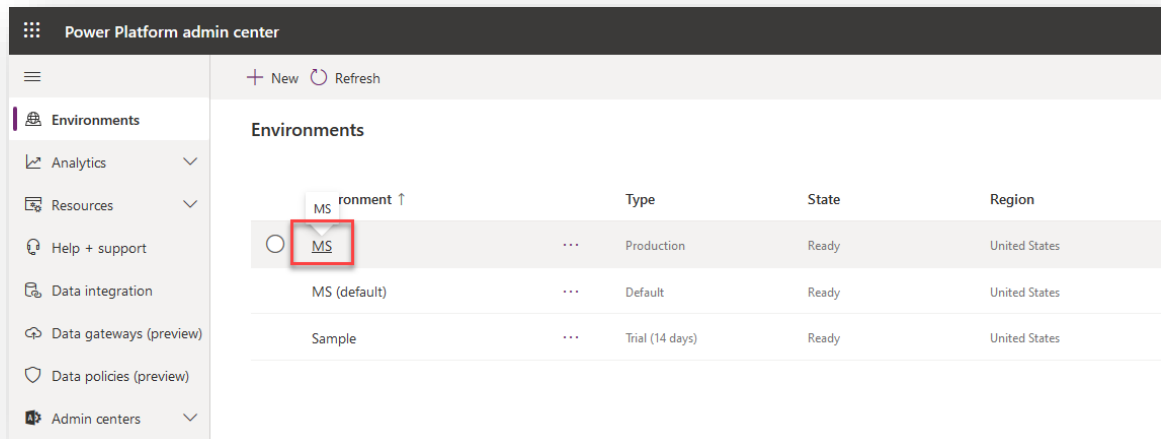 Power Platform admin center
New Refresh
Environments
Analytics
Resources
Help + support
Data integration
Data gateways (preview)
Data policies (preview)
Admin centers
Environments
MS
ronment ↑ Type State Region
MS ··· Production Ready United States
MS (default) ··· Default Ready United States
Sample ··· Trial (14 days) Ready United States